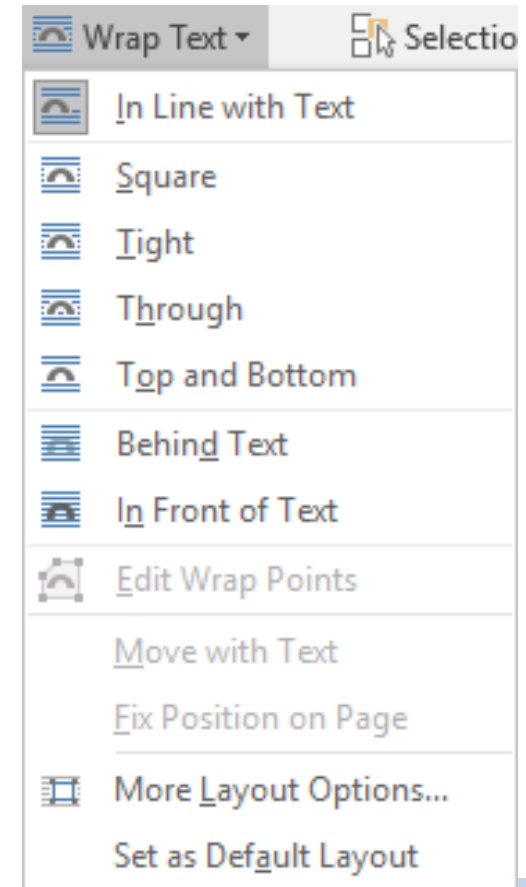 Wrap Text Selectio
In Line with Text
Square
Tight
Through
Top and Bottom
Behind Text
In Front of Text
Edit Wrap Points
Move with Text
Fix Position on Page
More Layout Options...
Set as Default Layout